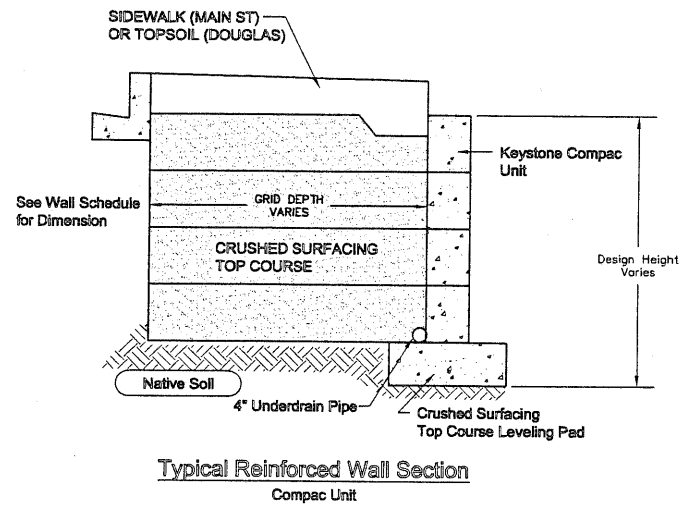 SIDEWALK (MAIN ST)
OR TOPSOIL (DOUGLAS)
Keystone Compac
Unit
See Wall Schedule
for Dimension
GRID DEPTH
VARIES
CRUSHED SURFACING
TOP COURSE
Design Height
Varies
Native Soil
4" Underdrain Pipe
Crushed Surfacing
Top Course Leveling Pad
Typical Reinforced Wall Section
Compac Unit